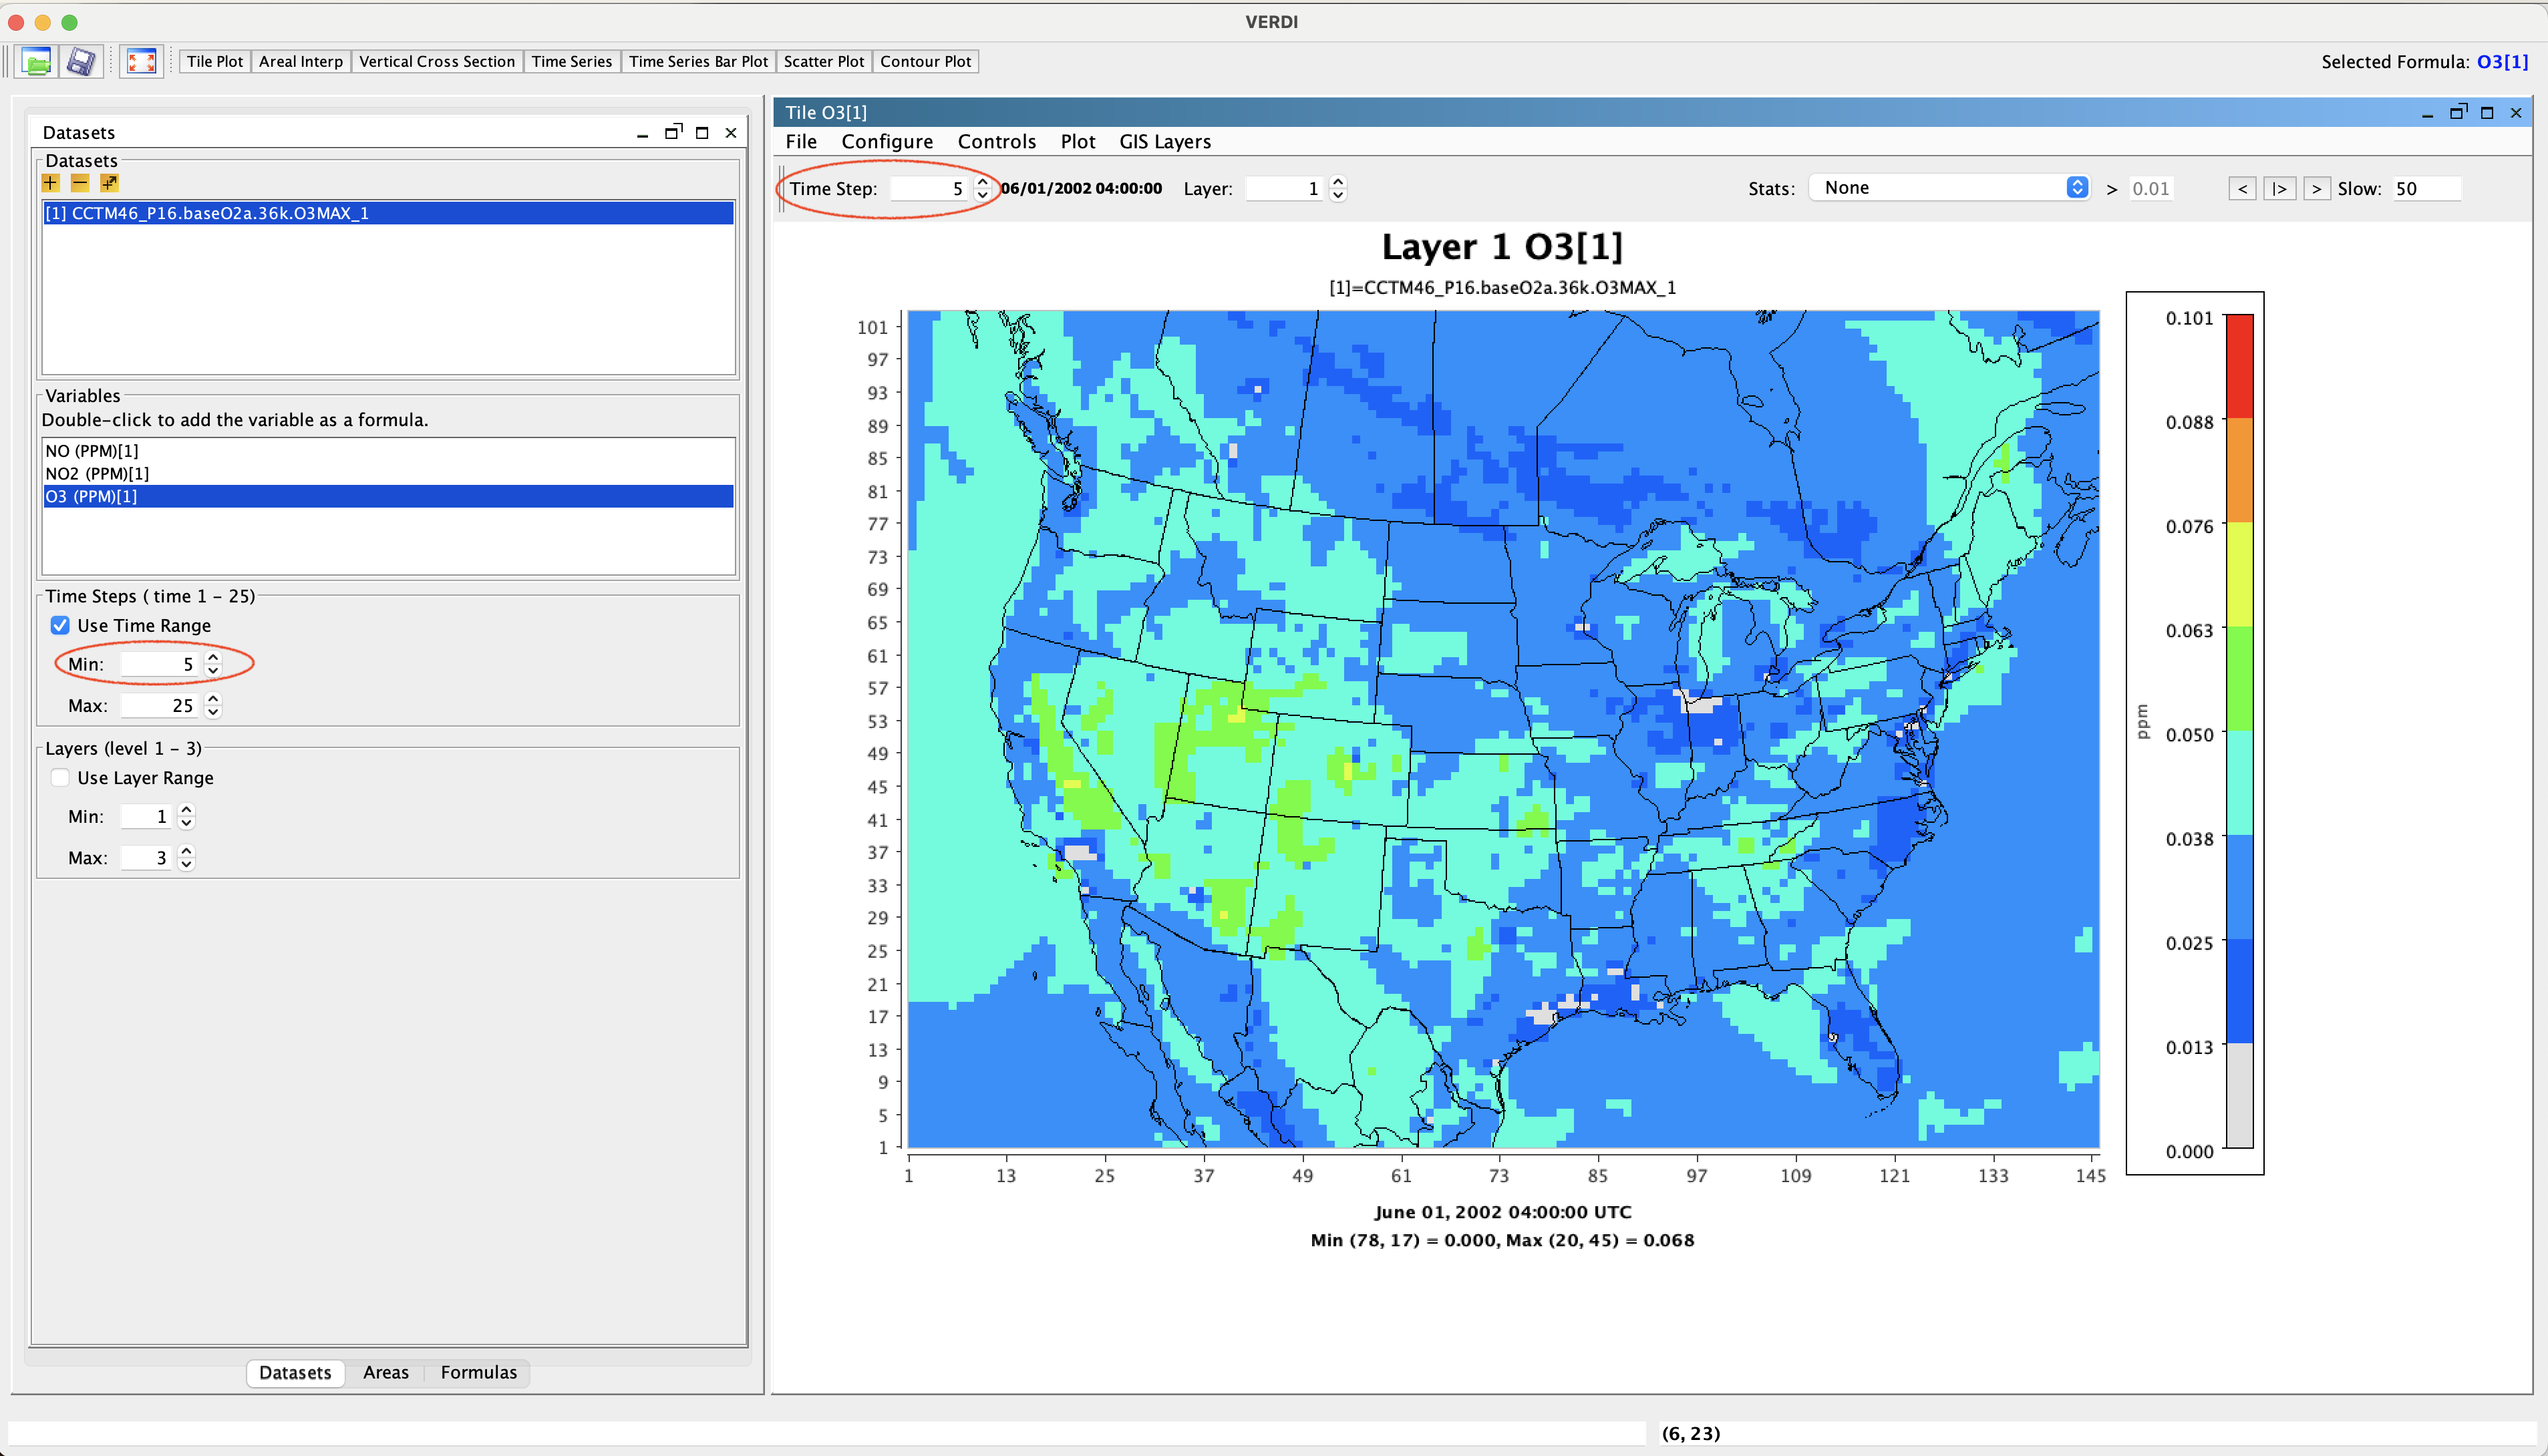 VERDI
Tile Plot Areal Interp Vertical Cross Section Time Series Time Series Bar Plot Scatter Plot Contour Plot Selected Formula: O3[1]
Datasets
Datasets
[1] CCTM46_P16.baseO2a.36k.O3MAX_1
Variables
Double-click to add the variable as a formula.
NO (PPM)[1]
NO2 (PPM)[1]
O3 (PPM)[1]
Time Steps ( time 1 - 25)
Use Time Range
Min: 5
Max: 25
Layers (level 1 - 3)
Use Layer Range
Min: 1
Max: 3
Datasets Areas Formulas
Tile O3[1]
File Configure Controls Plot GIS Layers
Time Step: 5 06/01/2002 04:00:00 Layer: 1 Stats: None > 0.01 < |> > Slow: 50
Layer 1 O3[1]
[1]=CCTM46_P16.baseO2a.36k.O3MAX_1
101
97
93
89
85
81
77
73
69
65
61
57
53
49
45
41
37
33
29
25
21
17
13
9
5
1
1 13 25 37 49 61 73 85 97 109 121 133 145
June 01, 2002 04:00:00 UTC
Min (78, 17) = 0.000, Max (20, 45) = 0.068
ppm
0.101
0.088
0.076
0.063
0.050
0.038
0.025
0.013
0.000
(6, 23)